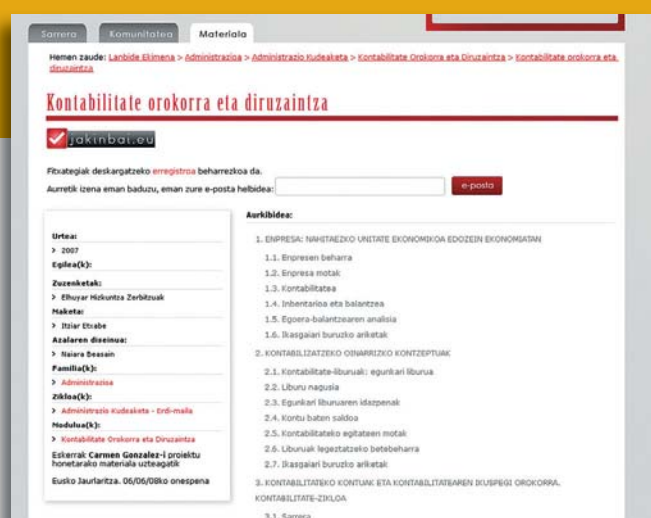 Sarrera Komunitatea Materiala
Hemen zaude: Lanbide Ekimena > Administrazioa > Administrazio Kudeaketa > Kontabilitate Orokorra eta Diruzaintza > Kontabilitate orokorra eta
diruzaintza
Kontabilitate orokorra eta diruzaintza
jakinbai.eu
Fitxategiak deskargatzeko erregistroa beharrezkoa da.
Aurretik izena eman baduzu, eman zure e-posta helbidea: e-posta
Urtea:
> 2007
Egilea(k):
Zuzenketak:
> Elhuyar Hizkuntza Zerbitzuak
Maketa:
> Itziar Etxabe
Azalaren diseinua:
> Naiara Beasain
Familia(k):
> Administrazioa
Zikloa(k):
> Administrazio Kudeaketa - Erdi-maila
Modulua(k):
> Kontabilitate Orokorra eta Diruzaintza
Eskerrak Carmen Gonzalez-i proiektu
honetarako materiala uzteagatik
Eusko Jaurlaritza. 06/06/08ko onespena
Aurkibidea:
1. ENPRESA: NAHITAEZKO UNITATE EKONOMIKOA EDOZEIN EKONOMIATAN
1.1. Enpresen beharra
1.2. Enpresa motak
1.3. Kontabilitatea
1.4. Inbentarioa eta balantzea
1.5. Egoera-balantzearen analisia
1.6. Ikasgaiari buruzko ariketak
2. KONTABILIZATZEKO OINARRIZKO KONTZEPTUAK
2.1. Kontabilitate-liburuak: egunkari liburua
2.2. Liburu nagusia
2.3. Egunkari liburuaren idazpenak
2.4. Kontu baten saldoa
2.5. Kontabilitateko egitateen motak
2.6. Liburuak legeztatzeko betebeharra
2.7. Ikasgaiari buruzko ariketak
3. KONTABILITATEKO KONTUAK ETA KONTABILITATEAREN IKUSPEGI OROKORRA.
KONTABILITATE-ZIKLOA
3.1. Sarrera